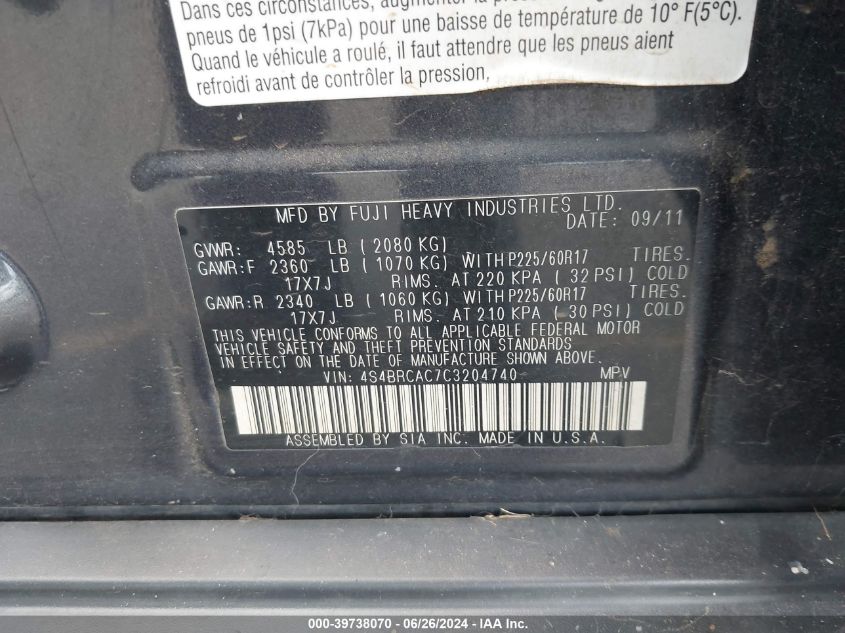 Dans ces circonstances, augmenter la pression
pneus de 1psi (7kPa) pour une baisse de température de 10° F(5°C).
Quand le véhicule a roulé, il faut attendre que les pneus aient
refroidi avant de contrôler la pression.
MFD BY FUJI HEAVY INDUSTRIES LTD.
DATE: 09/11
GVWR: 4585 LB (2080 KG)
GAWR:F 2360 LB (1070 KG) WITH P225/60R17 TIRES.
17X7J RIMS. AT 220 KPA (32 PSI) COLD
GAWR:R 2340 LB (1060 KG) WITH P225/60R17 TIRES.
17X7J RIMS. AT 210 KPA (30 PSI) COLD
THIS VEHICLE CONFORMS TO ALL APPLICABLE FEDERAL MOTOR
VEHICLE SAFETY AND THEFT PREVENTION STANDARDS
IN EFFECT ON THE DATE OF MANUFACTURE SHOWN ABOVE.
VIN: 4S4BRCAC7C3204740 MPV
ASSEMBLED BY SIA INC. MADE IN U.S.A.
000-39738070 / 06/26/2024 - IAA Inc.